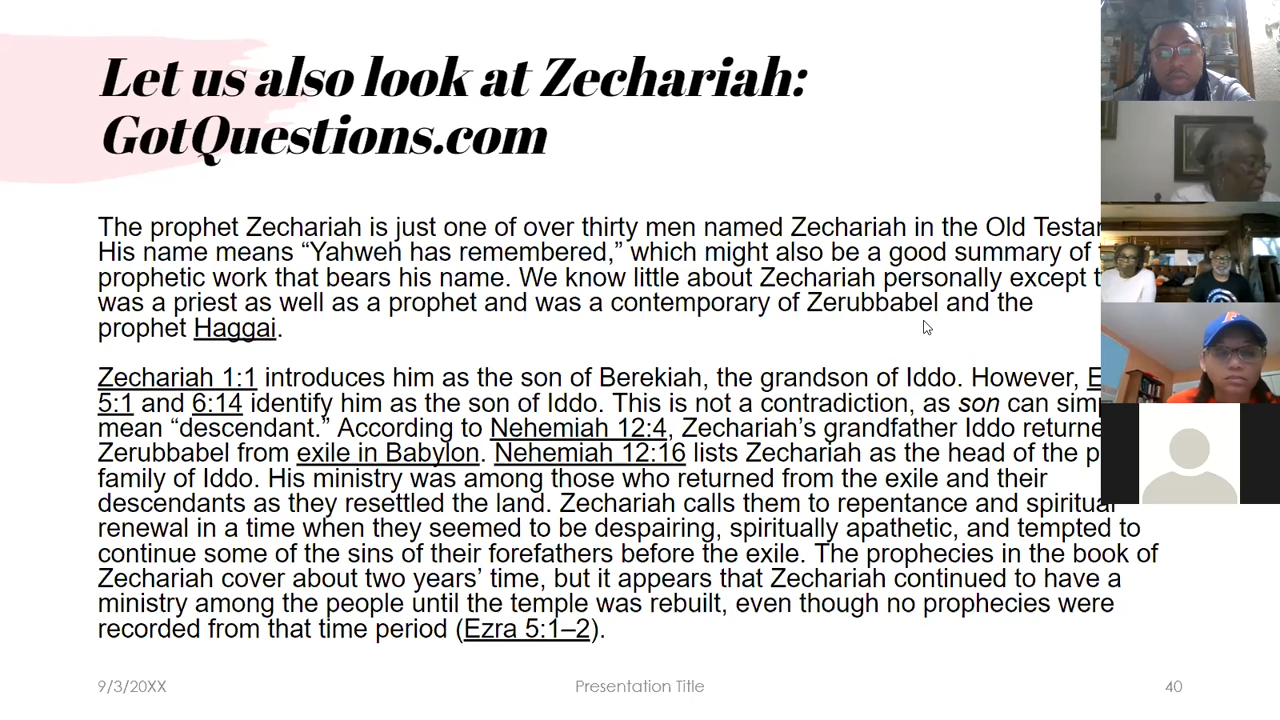 Let us also look at Zechariah:
GotQuestions.com
The prophet Zechariah is just one of over thirty men named Zechariah in the Old
His name means “Yahweh has remembered,” which might also be a good summary of
prophetic work that bears his name. We know little about Zechariah personally except
was a priest as well as a prophet and was a contemporary of Zerubbabel and the
prophet Haggai.
Zechariah 1:1 introduces him as the son of Berekiah, the grandson of Iddo. However,
5:1 and 6:14 identify him as the son of Iddo. This is not a contradiction, as son can
mean “descendant.” According to Nehemiah 12:4, Zechariah’s grandfather Iddo
Zerubbabel from exile in Babylon. Nehemiah 12:16 lists Zechariah as the head of the
family of Iddo. His ministry was among those who returned from the exile and their
descendants as they resettled the land. Zechariah calls them to repentance and spiritual
renewal in a time when they seemed to be despairing, spiritually apathetic, and tempted to
continue some of the sins of their forefathers before the exile. The prophecies in the book of
Zechariah cover about two years’ time, but it appears that Zechariah continued to have a
ministry among the people until the temple was rebuilt, even though no prophecies were
recorded from that time period (Ezra 5:1–2).
9/3/20XX
Presentation Title
40